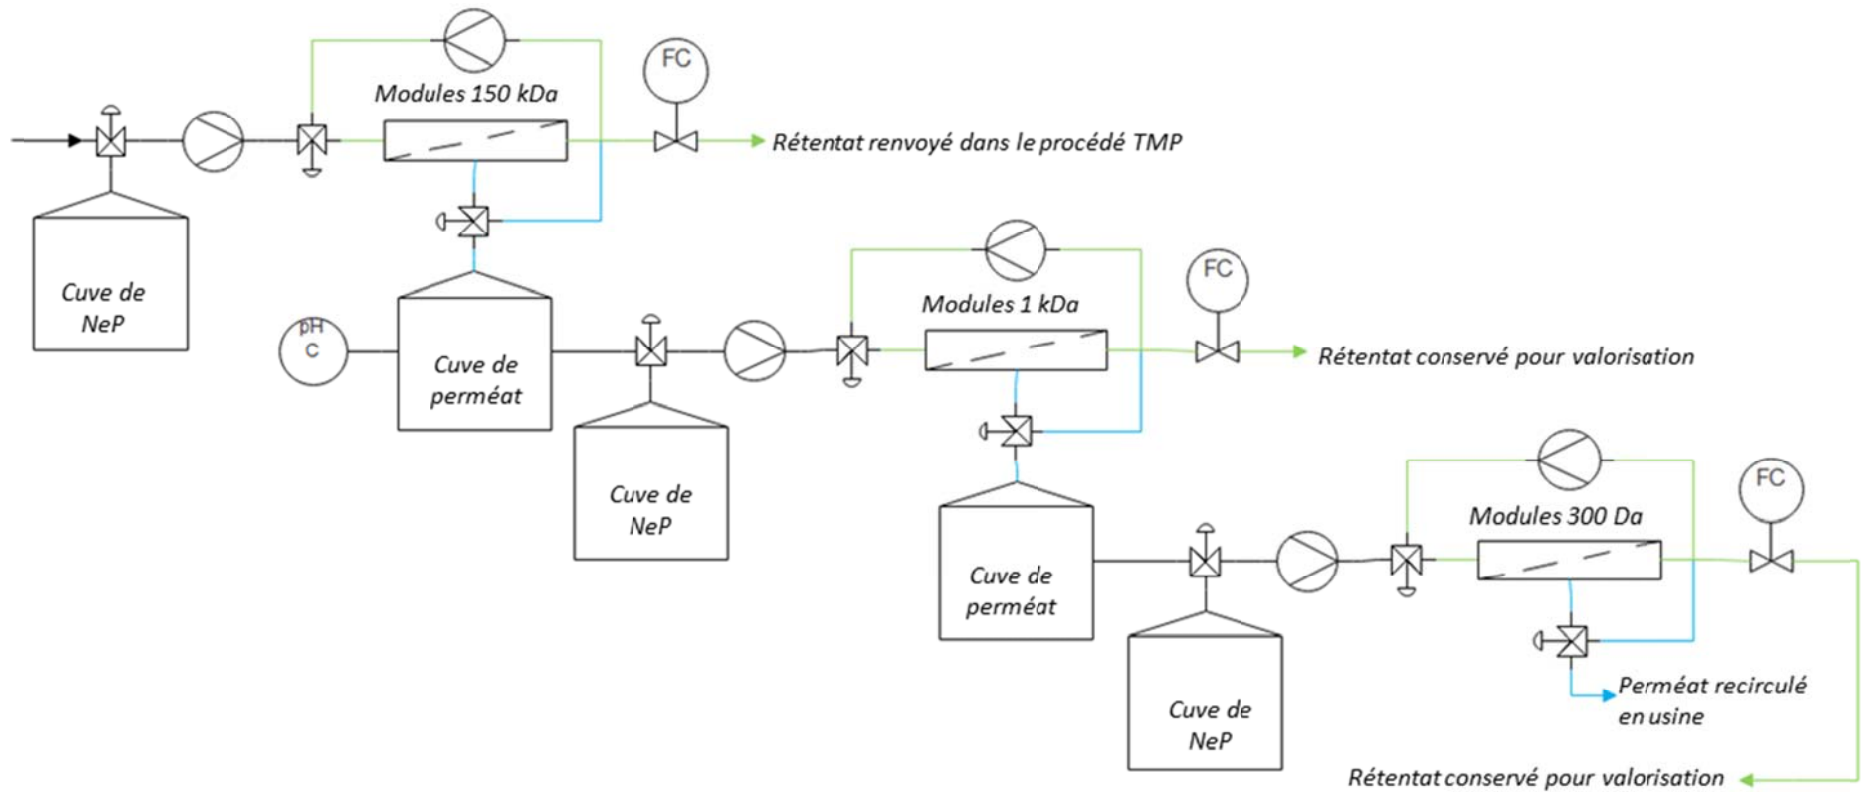 FC
Modules 150 kDa
Rétentat renvoyé dans le procédé TMP
Cuve de
NeP
pH
C
Cuve de
perméat
FC
Modules 1 kDa
Rétentat conservé pour valorisation
Cuve de
NeP
FC
Modules 300 Da
Cuve de
perméat
Cuve de
NeP
Perméat recirculé
en usine
Rétentat conservé pour valorisation